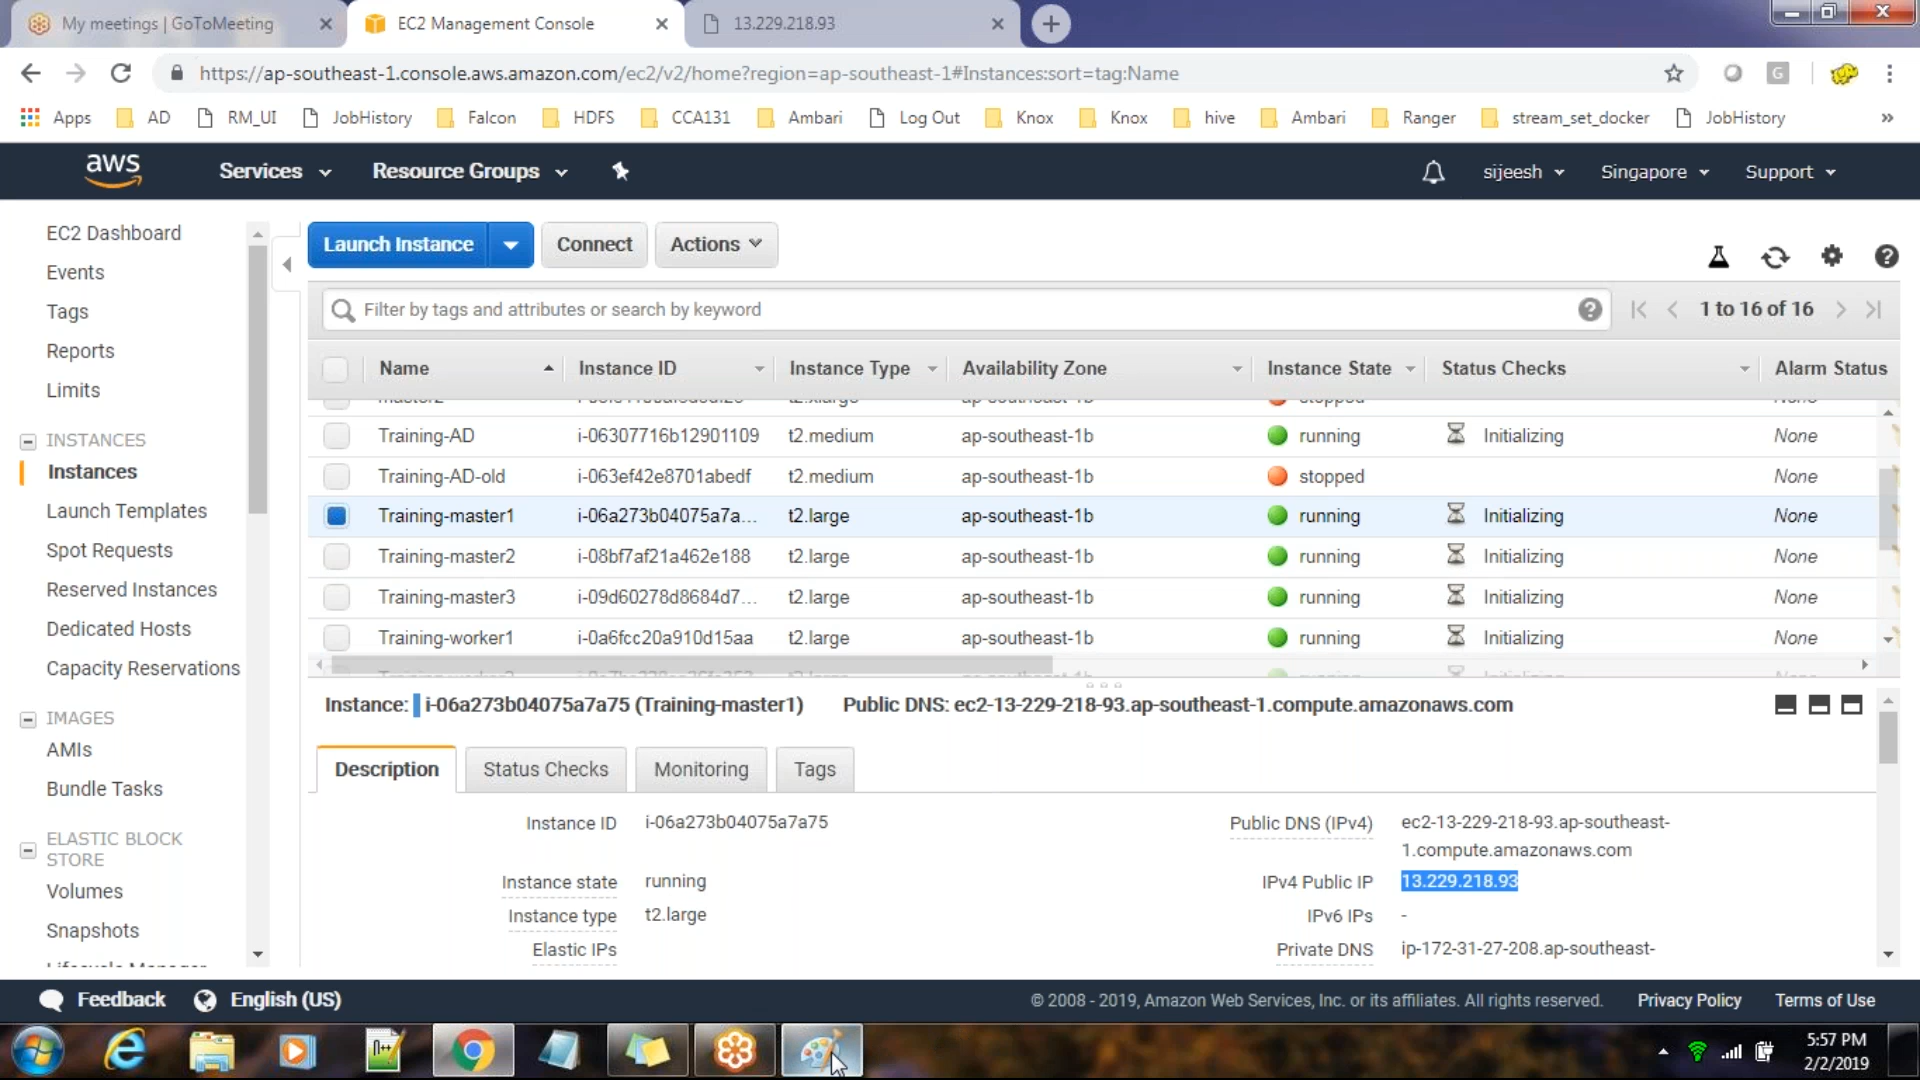 My meetings | GoToMeeting
EC2 Management Console
13.229.218.93
https://ap-southeast-1.console.aws.amazon.com/ec2/v2/home?region=ap-southeast-1#Instances:sort=tag:Name
Apps AD RM_UI JobHistory Falcon HDFS CCA131 Ambari Log Out Knox Knox hive Ambari Ranger stream_set_docker JobHistory »
aws Services Resource Groups sijeesh Singapore Support
EC2 Dashboard
Events
Tags
Reports
Limits
INSTANCES
Instances
Launch Templates
Spot Requests
Reserved Instances
Dedicated Hosts
Capacity Reservations
IMAGES
AMIs
Bundle Tasks
ELASTIC BLOCK
STORE
Volumes
Snapshots
Lifecycle Manager
Launch Instance Connect Actions
Filter by tags and attributes or search by keyword
1 to 16 of 16
Name Instance ID Instance Type Availability Zone Instance State Status Checks Alarm Status
master2 t2.xlarge ap-southeast-1b stopped None
Training-AD i-06307716b12901109 t2.medium ap-southeast-1b running Initializing None
Training-AD-old i-063ef42e8701abedf t2.medium ap-southeast-1b stopped None
Training-master1 i-06a273b04075a7a... t2.large ap-southeast-1b running Initializing None
Training-master2 i-08bf7af21a462e188 t2.large ap-southeast-1b running Initializing None
Training-master3 i-09d60278d8684d7... t2.large ap-southeast-1b running Initializing None
Training-worker1 i-0a6fcc20a910d15aa t2.large ap-southeast-1b running Initializing None
Instance: i-06a273b04075a7a75 (Training-master1) Public DNS: ec2-13-229-218-93.ap-southeast-1.compute.amazonaws.com
Description Status Checks Monitoring Tags
Instance ID i-06a273b04075a7a75
Instance state running
Instance type t2.large
Elastic IPs
Public DNS (IPv4) ec2-13-229-218-93.ap-southeast-
1.compute.amazonaws.com
IPv4 Public IP 13.229.218.93
IPv6 IPs -
Private DNS ip-172-31-27-208.ap-southeast-
Feedback English (US)
© 2008 - 2019, Amazon Web Services, Inc. or its affiliates. All rights reserved. Privacy Policy Terms of Use
5:57 PM
2/2/2019